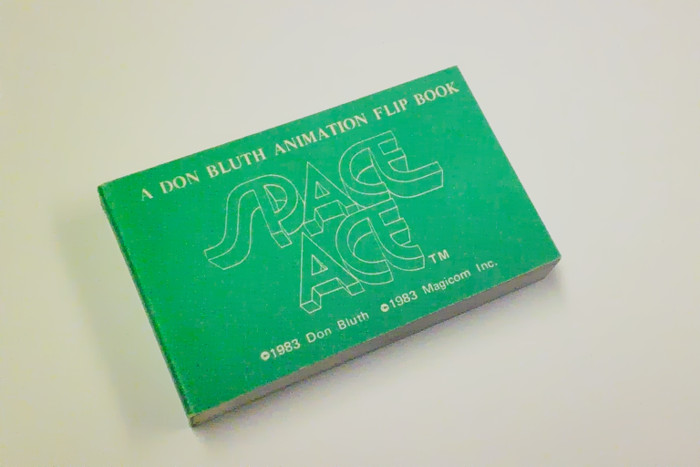 A DON BLUTH ANIMATION FLIP BOOK
SPACE
ACE™
©1983 Don Bluth ©1983 Magicom Inc.